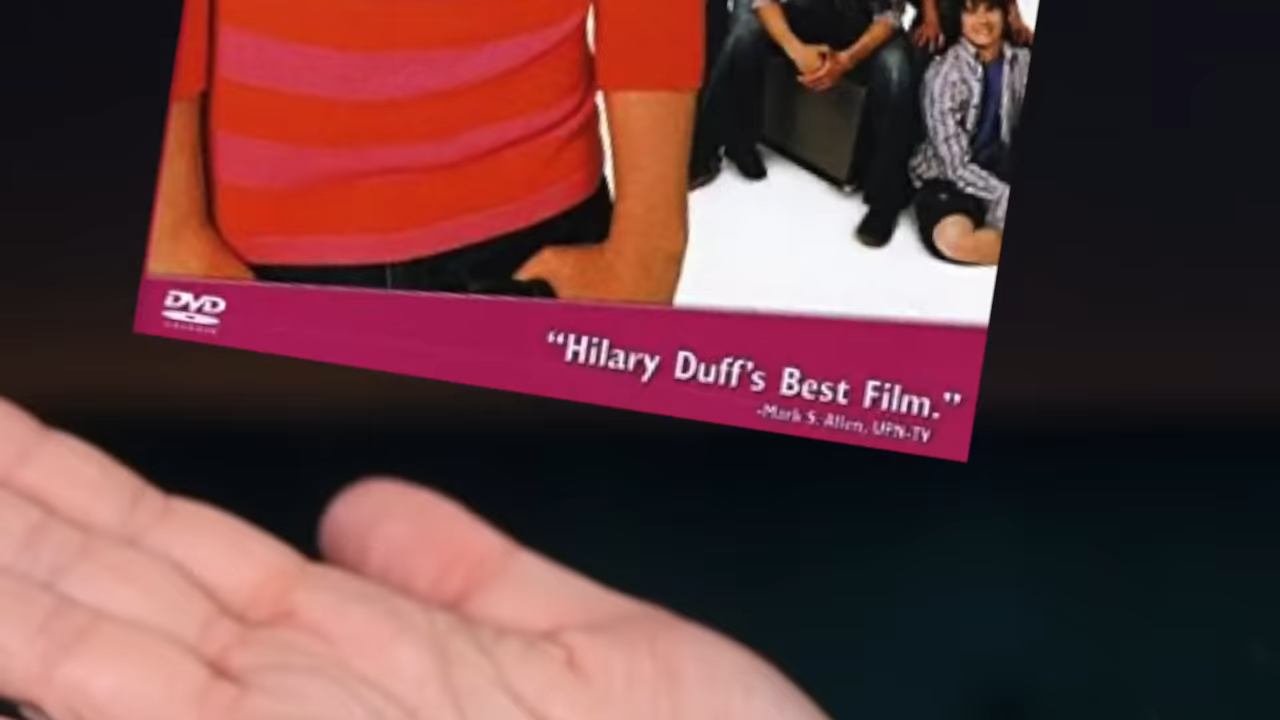 DVD
“Hilary Duff’s Best Film.”
-Mark S. Allen, UPN-TV